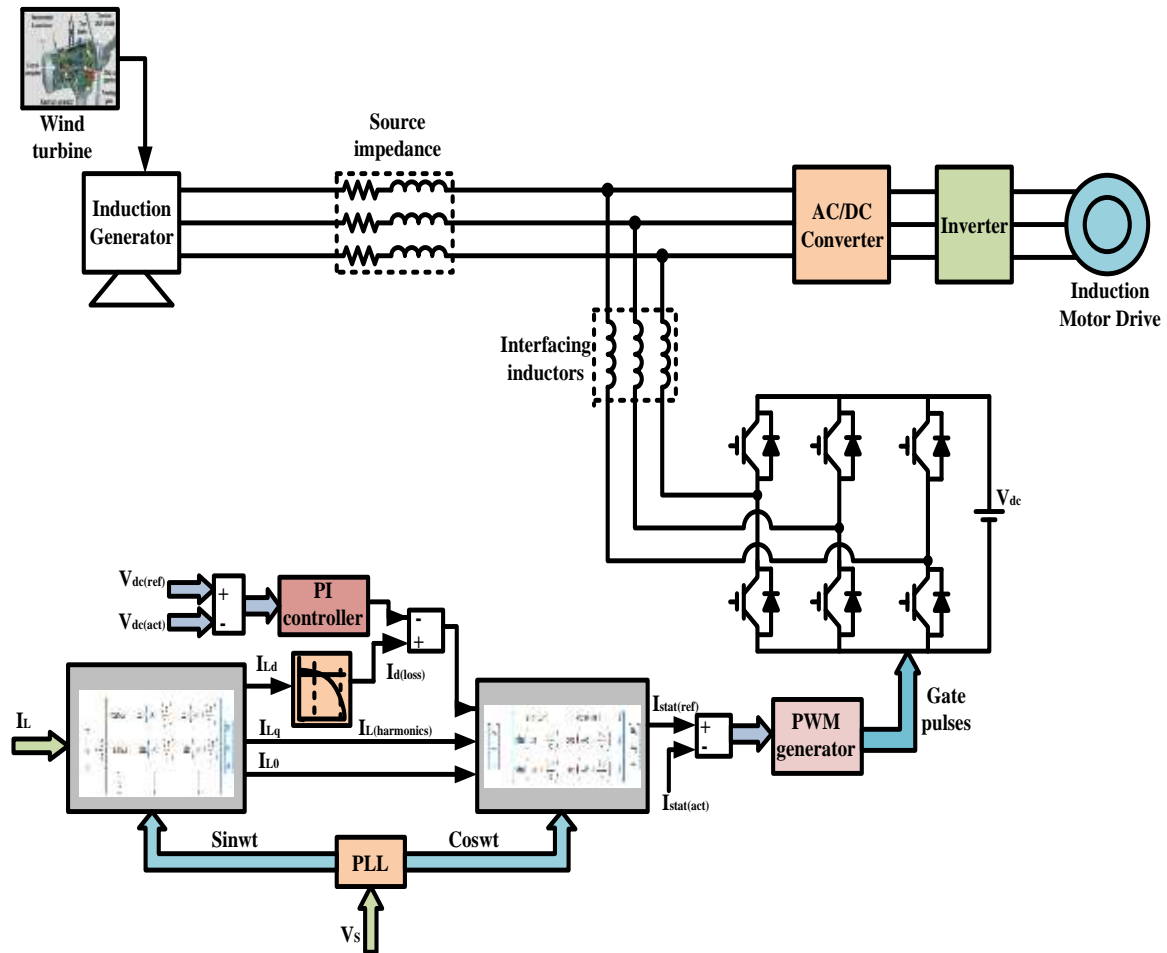 Wind
turbine
Source
impedance
Induction
Generator
AC/DC
Converter
Inverter
Induction
Motor Drive
Interfacing
inductors
Vdc
Vdc(ref)
+
Vdc(act)
-
PI
controller
-
+
ILd
Id(loss)
IL
ILq
IL(harmonics)
IL0
Istat(ref)
+
-
Istat(act)
PWM
generator
Gate
pulses
Sinwt
Coswt
PLL
VS